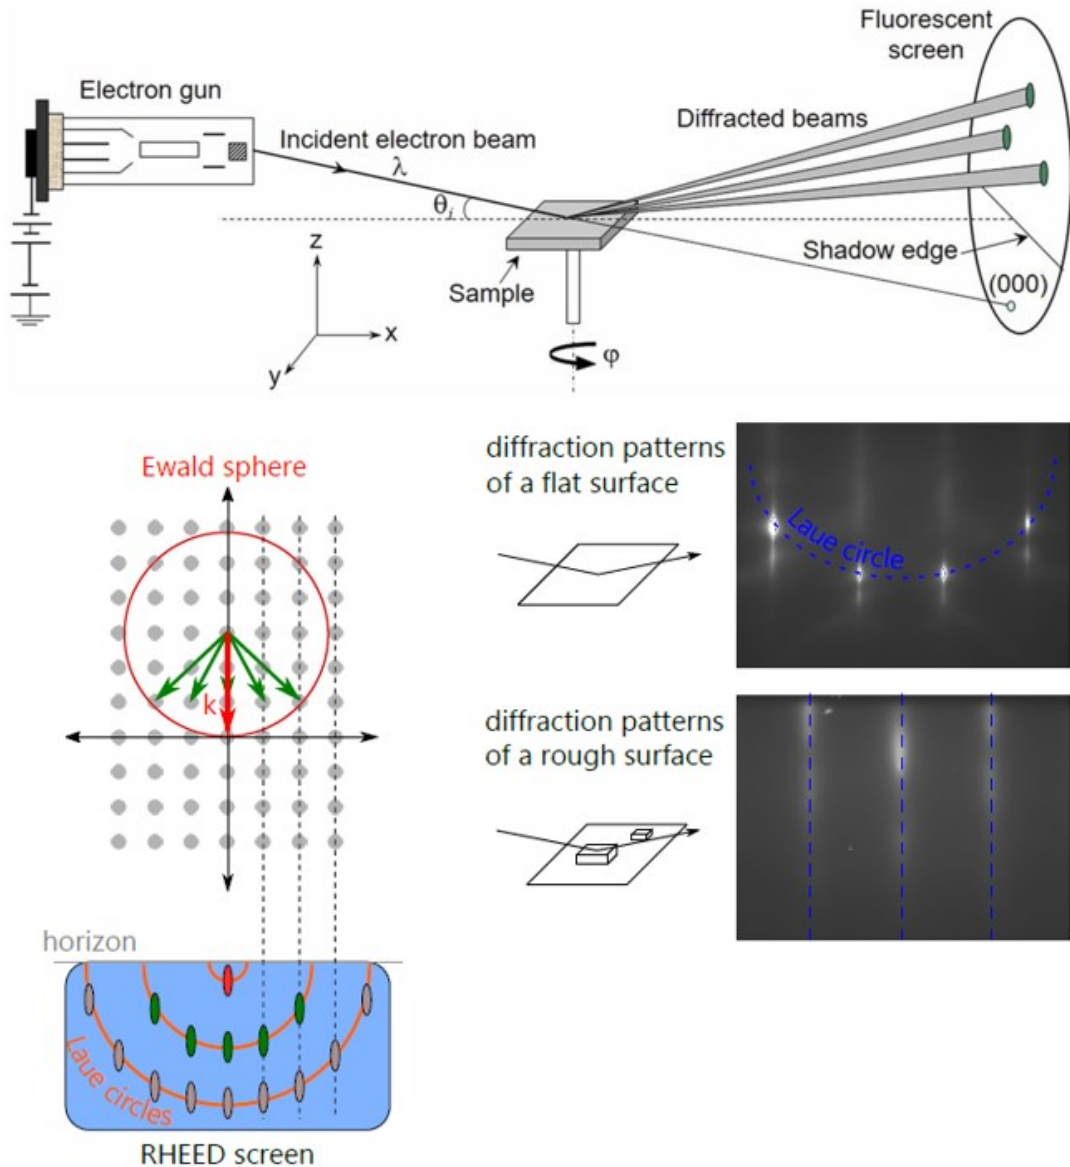 Fluorescent
screen
Electron gun
Incident electron beam
λ
θi
Diffracted beams
Shadow edge
(000)
Sample
z
x
y
φ
Ewald sphere
k
diffraction patterns
of a flat surface
Laue circle
diffraction patterns
of a rough surface
horizon
Laue circles
RHEED screen